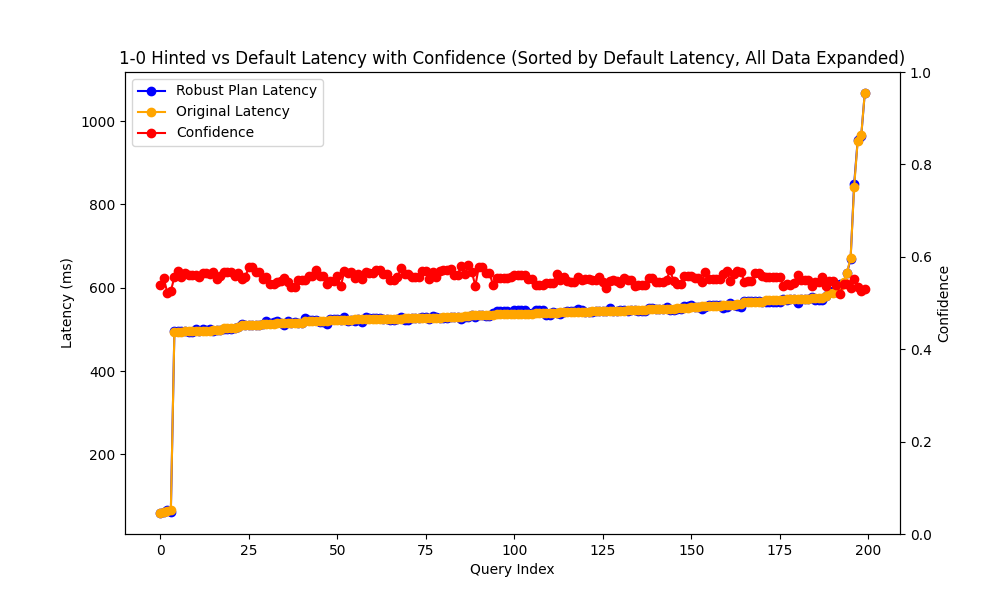 1-0 Hinted vs Default Latency with Confidence (Sorted by Default Latency, All Data Expanded)
Robust Plan Latency
Original Latency
Confidence
Latency (ms)
1000
800
600
400
200
1.0
0.8
0.6
0.4
0.2
0.0
Confidence
0 25 50 75 100 125 150 175 200
Query Index